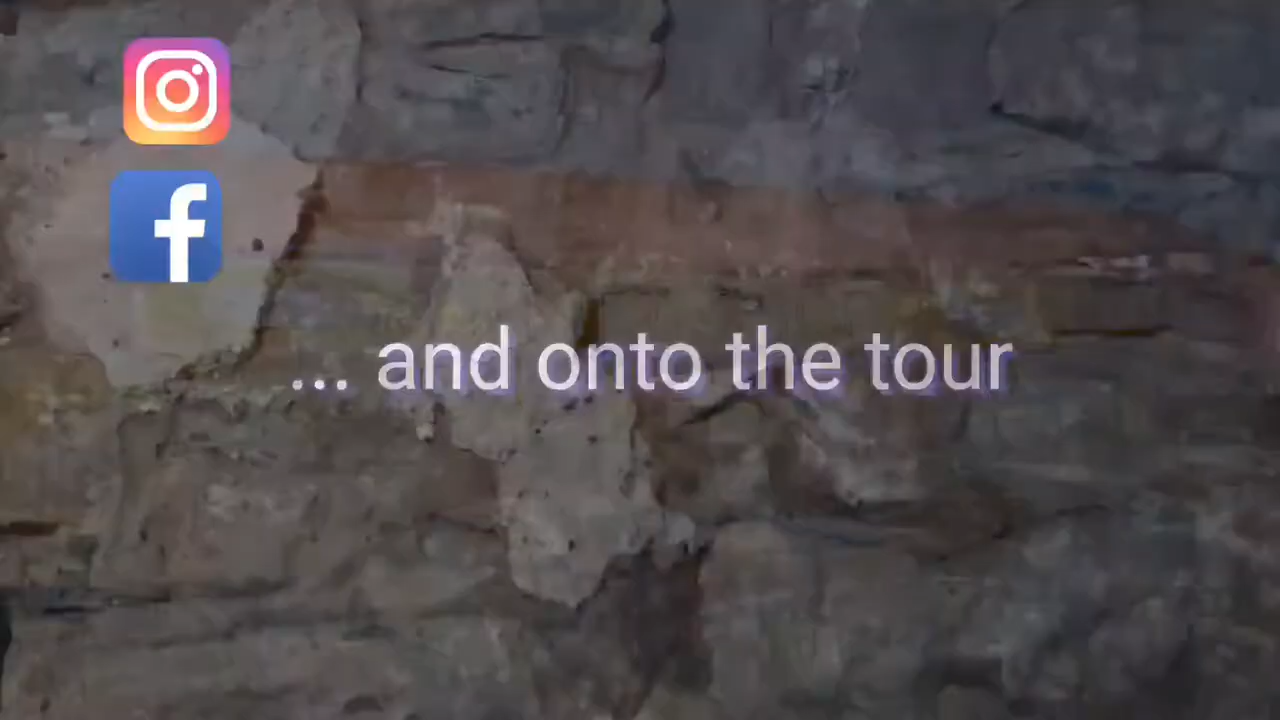 ... and onto the tour